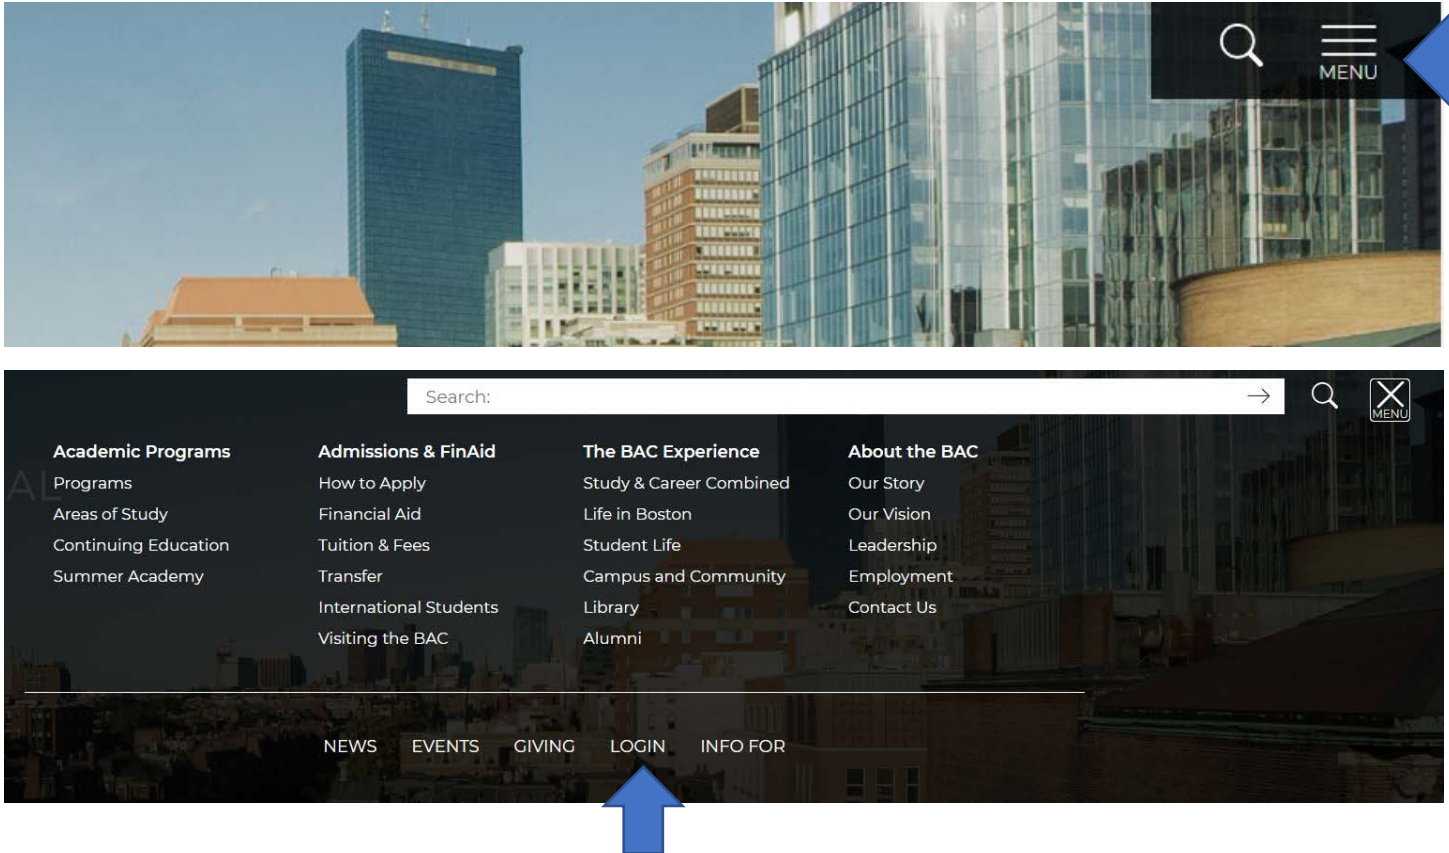 MENU
Search:
MENU
Academic Programs
Programs
Areas of Study
Continuing Education
Summer Academy
Admissions & FinAid
How to Apply
Financial Aid
Tuition & Fees
Transfer
International Students
Visiting the BAC
The BAC Experience
Study & Career Combined
Life in Boston
Student Life
Campus and Community
Library
Alumni
About the BAC
Our Story
Our Vision
Leadership
Employment
Contact Us
AL
NEWS EVENTS GIVING LOGIN INFO FOR